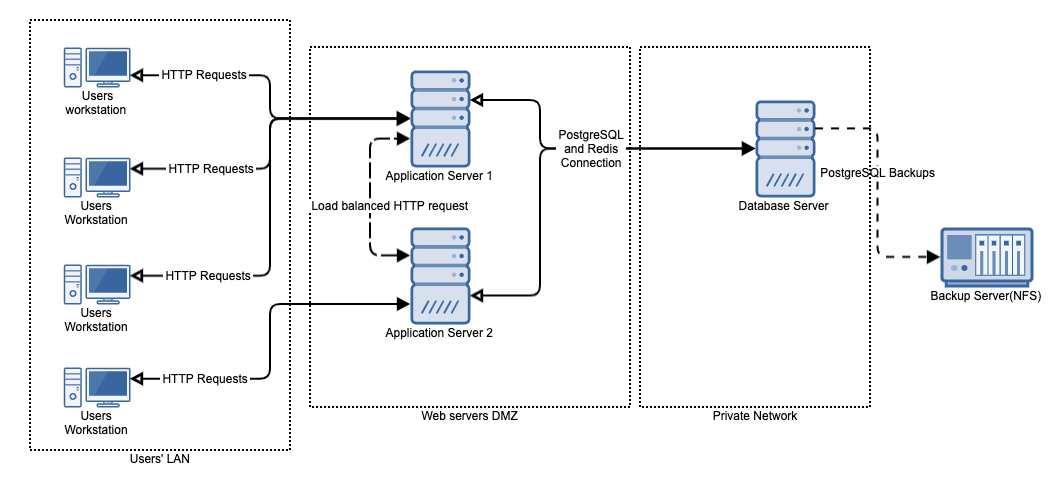 HTTP Requests
Users
workstation
HTTP Requests
Users
Workstation
HTTP Requests
Users
Workstation
HTTP Requests
Users
Workstation
Users' LAN
Application Server 1
Load balanced HTTP request
Application Server 2
Web servers DMZ
PostgreSQL
and Redis
Connection
Database Server
Private Network
PostgreSQL Backups
Backup Server(NFS)